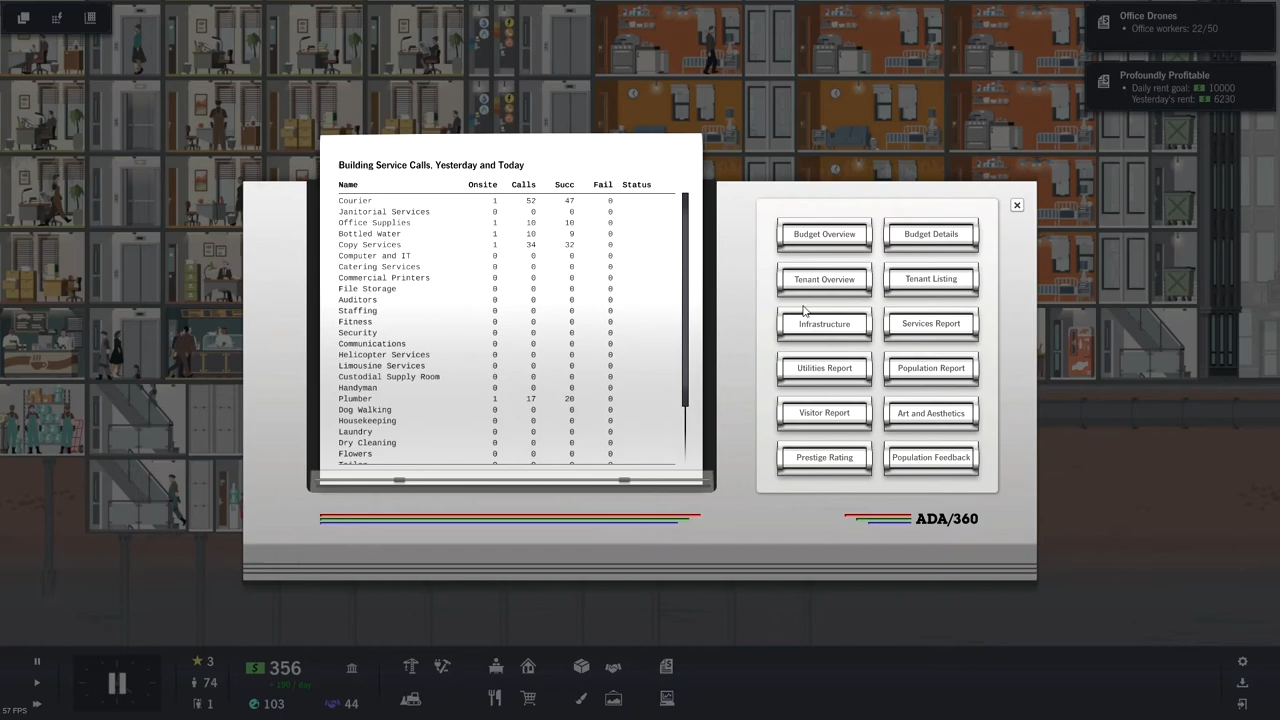 Office Drones
• Office workers: 22/50
Profoundly Profitable
• Daily rent goal: $ 10000
Yesterday's rent: $ 6230
Building Service Calls, Yesterday and Today
Name Onsite Calls Succ Fail Status
Courier 1 52 47 0
Janitorial Services 0 0 0 0
Office Supplies 1 10 10 0
Bottled Water 1 10 9 0
Copy Services 1 34 32 0
Computer and IT 0 0 0 0
Catering Services 0 0 0 0
Commercial Printers 0 0 0 0
File Storage 0 0 0 0
Auditors 0 0 0 0
Staffing 0 0 0 0
Fitness 0 0 0 0
Security 0 0 0 0
Communications 0 0 0 0
Helicopter Services 0 0 0 0
Limousine Services 0 0 0 0
Custodial Supply Room 0 0 0 0
Handyman 0 0 0 0
Plumber 1 17 20 0
Dog Walking 0 0 0 0
Housekeeping 0 0 0 0
Laundry 0 0 0 0
Dry Cleaning 0 0 0 0
Flowers 0 0 0 0
Budget Overview Budget Details
Tenant Overview Tenant Listing
Infrastructure Services Report
Utilities Report Population Report
Visitor Report Art and Aesthetics
Prestige Rating Population Feedback
ADA/360
3
$ 356
+190 / day
74
1
103
44
57 FPS